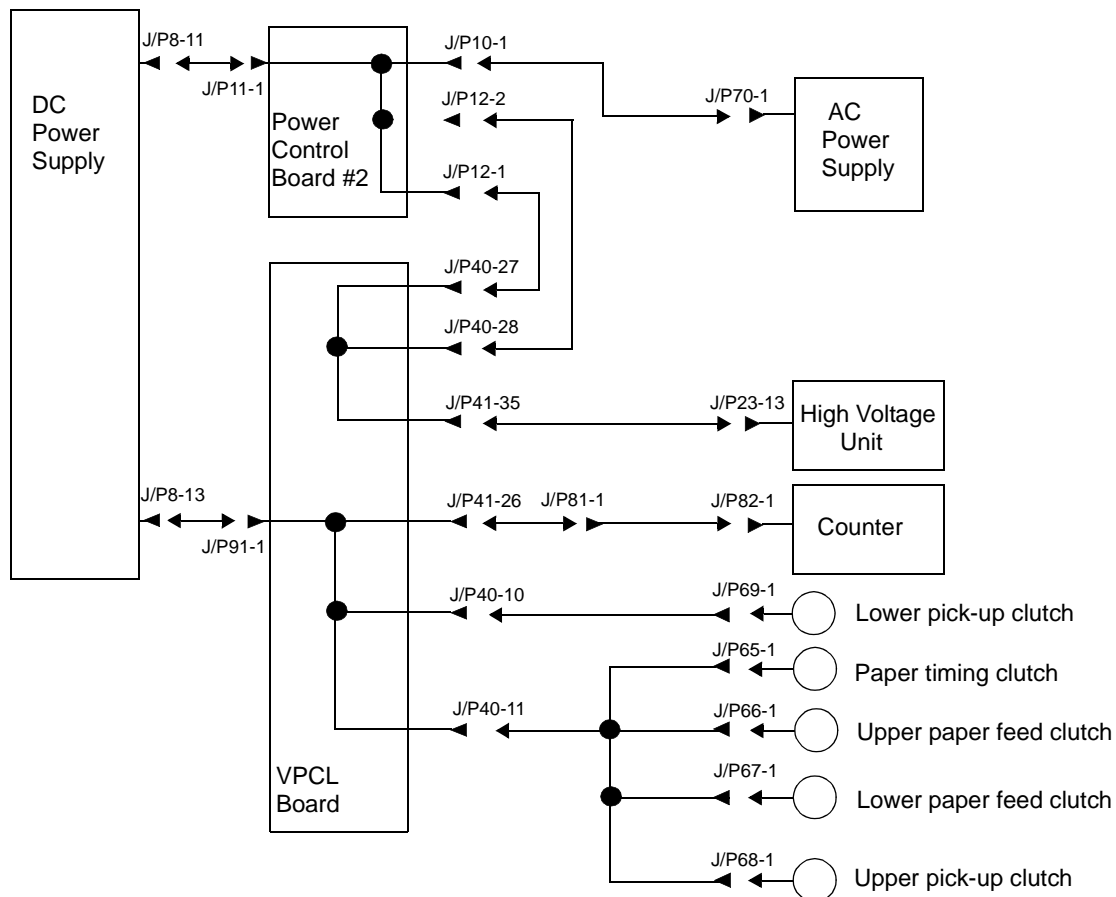 J/P8-11
J/P10-1
J/P11-1
J/P70-1
DC
Power
Supply
Power
Control
Board #2
J/P12-2
J/P12-1
AC
Power
Supply
J/P40-27
J/P40-28
J/P41-35
J/P23-13
High Voltage
Unit
J/P8-13
J/P91-1
J/P41-26
J/P81-1
J/P82-1
Counter
J/P40-10
J/P69-1
Lower pick-up clutch
J/P65-1
Paper timing clutch
J/P40-11
J/P66-1
Upper paper feed clutch
J/P67-1
Lower paper feed clutch
VPCL
Board
J/P68-1
Upper pick-up clutch